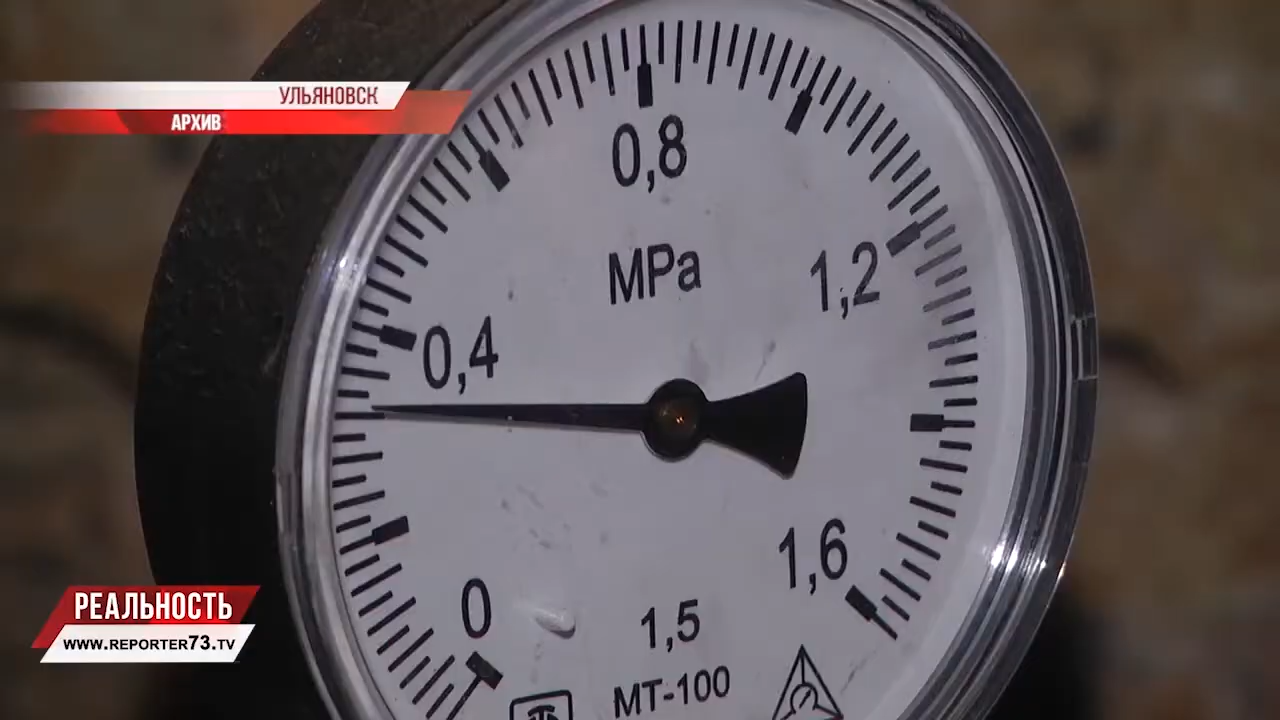 УЛЬЯНОВСК
АРХИВ
0,8
MPa
1,2
0,4
1,6
0
1,5
МТ-100
РЕАЛЬНОСТЬ
WWW.REPORTER73.TV